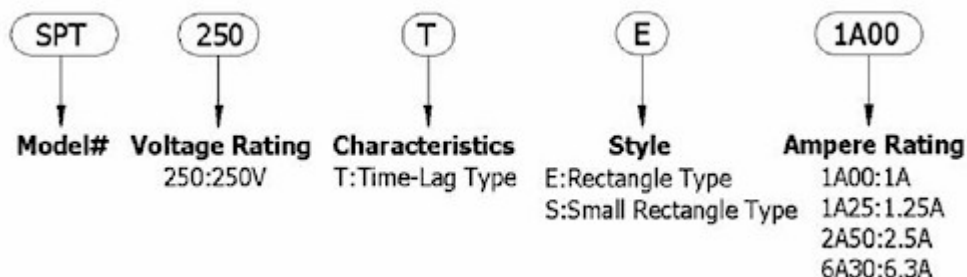 SPT 250 T E 1A00
Model# Voltage Rating Characteristics Style Ampere Rating
250:250V T:Time-Lag Type E:Rectangle Type 1A00:1A
S:Small Rectangle Type 1A25:1.25A
2A50:2.5A
6A30:6.3A